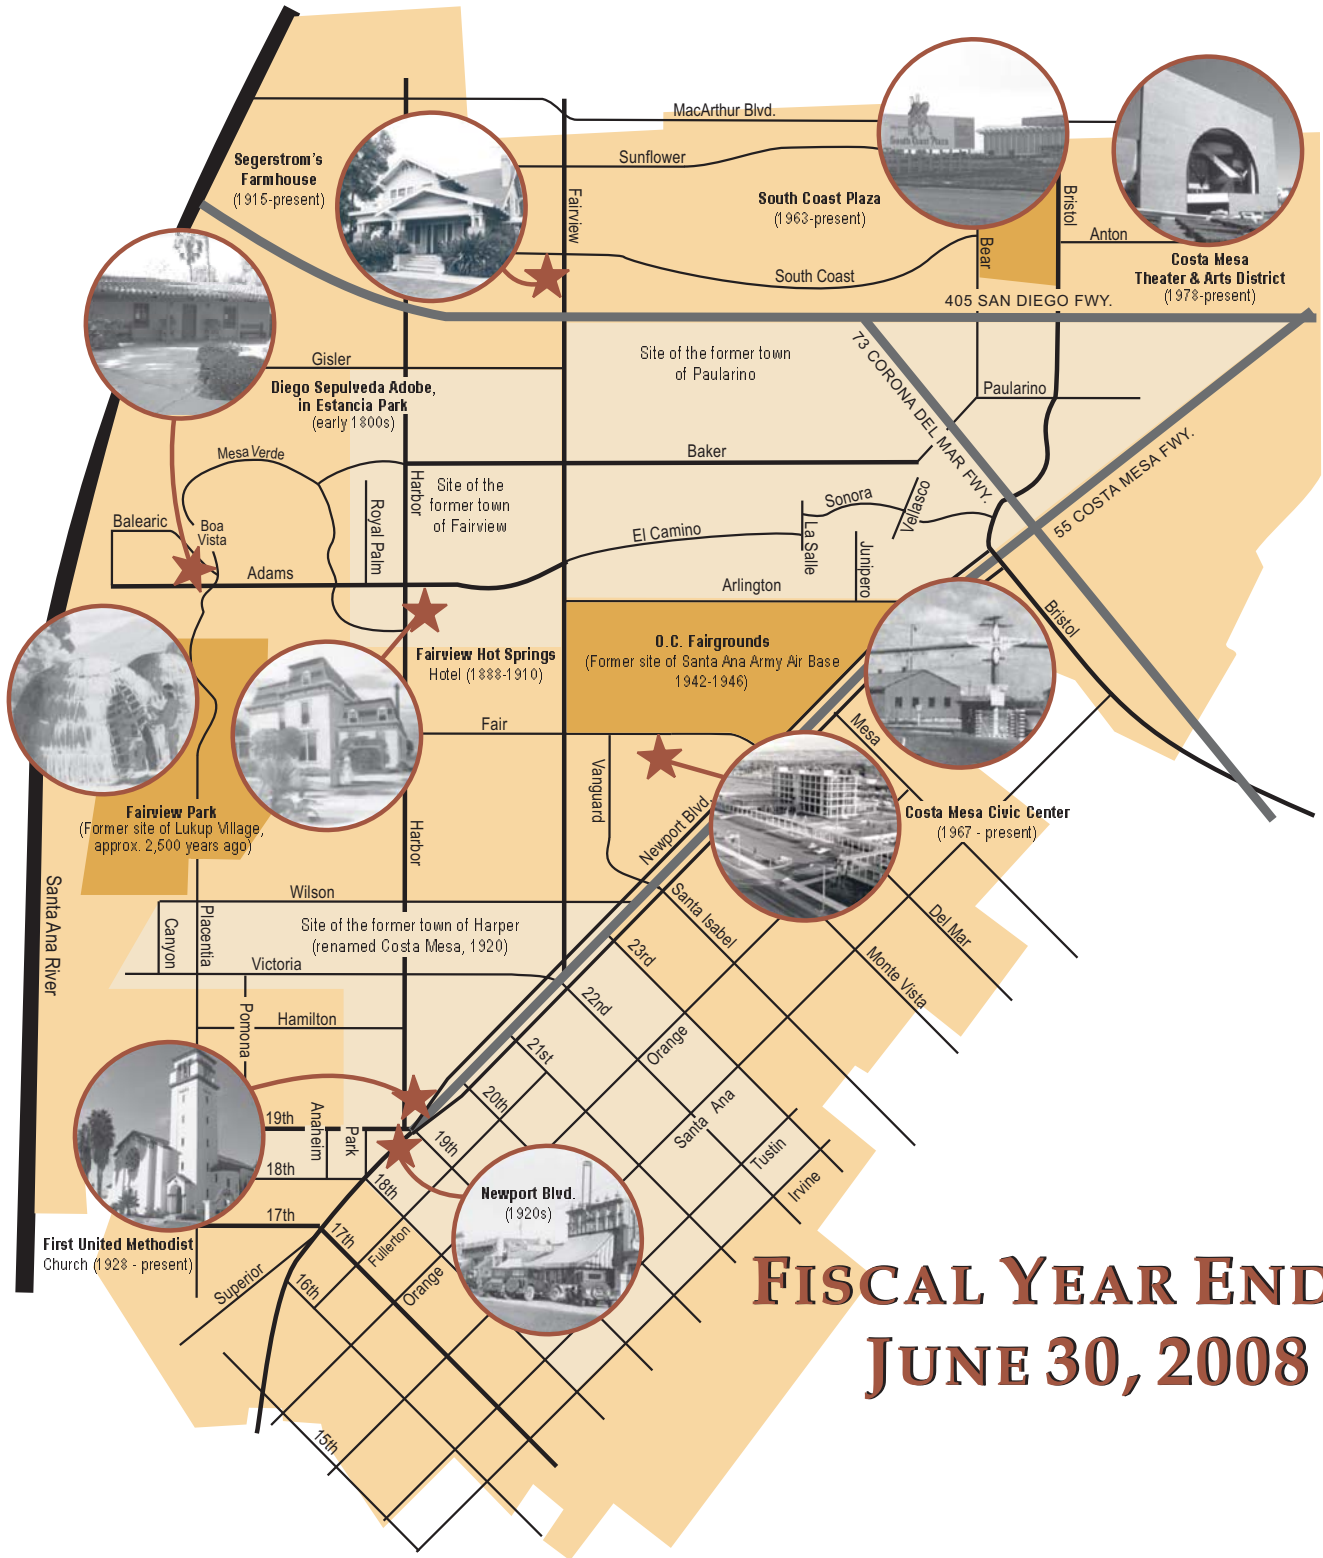 MacArthur Blvd.
Sunflower
Segerstrom's
Farmhouse
(1915-present)
Fairview
South Coast Plaza
South Coast Plaza
(1963-present)
Bristol
Anton
Bear
South Coast
Costa Mesa
Theater & Arts District
(1978-present)
405 SAN DIEGO FWY.
Gisler
Site of the former town
of Paularino
73 CORONA DEL MAR FWY.
Paularino
Diego Sepulveda Adobe,
in Estancia Park
(early 1800s)
Mesa Verde
Baker
55 COSTA MESA FWY.
Harbor
Site of the
former town
of Fairview
Royal Palm
Balearic
Boa
Vista
Sonora
Vellasco
La Salle
El Camino
Junipero
Adams
Arlington
Bristol
O.C. Fairgrounds
(Former site of Santa Ana Army Air Base
1942-1946)
Fairview Hot Springs
Hotel (1888-1910)
Fair
Mesa
Vanguard
Newport Blvd.
Fairview Park
(Former site of Lukup Village,
approx. 2,500 years ago)
Harbor
Costa Mesa Civic Center
(1967 - present)
Santa Ana River
Wilson
Canyon
Placentia
Site of the former town of Harper
(renamed Costa Mesa, 1920)
Victoria
Santa Isabel
Del Mar
Monte Vista
23rd
22nd
Pomona
Hamilton
21st
Orange
20th
Santa Ana
Tustin
Irvine
19th
Anaheim
Park
19th
18th
18th
17th
17th
Newport Blvd.
(1920s)
First United Methodist
Church (1928 - present)
Superior
Fullerton
16th
Orange
15th
FISCAL YEAR END
JUNE 30, 2008